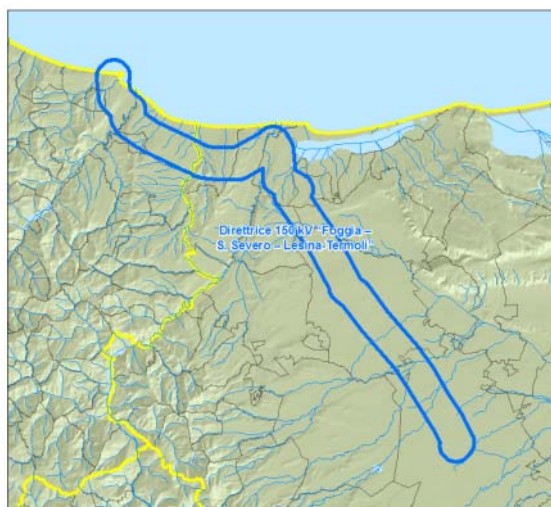 Direttrice 150 kV "Foggia –
S. Severo – Lesina-Termoli"